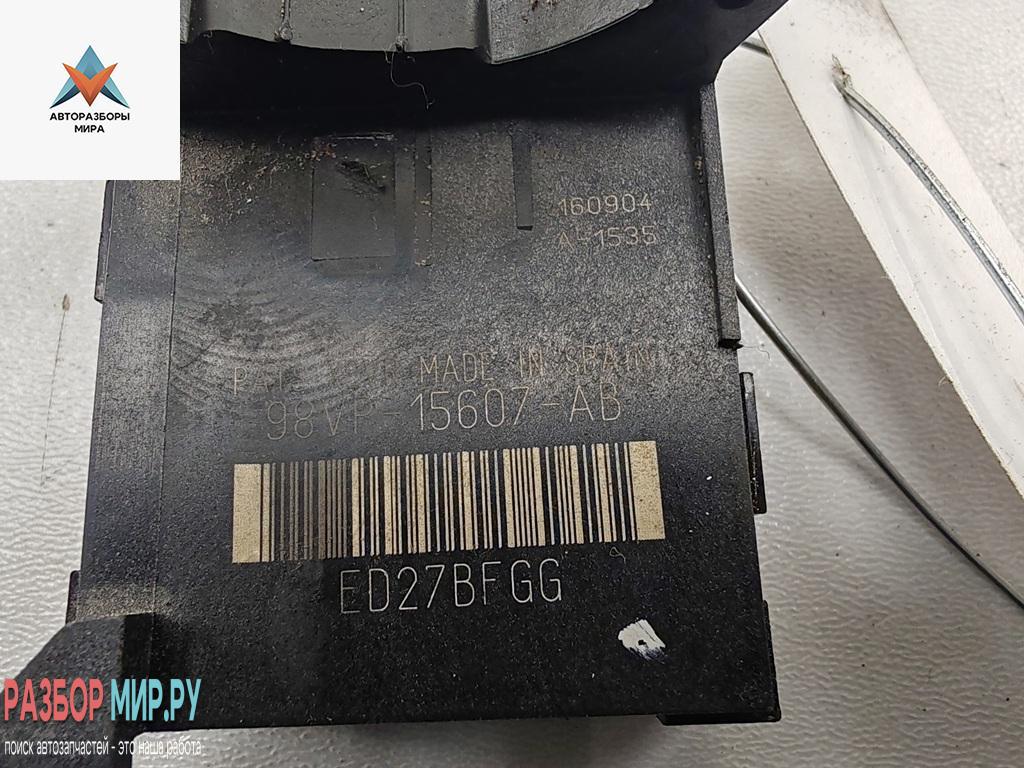 АВТОРАЗБОРЫ
МИРА
160904
A-1535
MADE IN SPAIN
98VP-15607-AB
ED27BFGG
РАЗБОР МИР.РУ
поиск автозапчастей - это наша работа